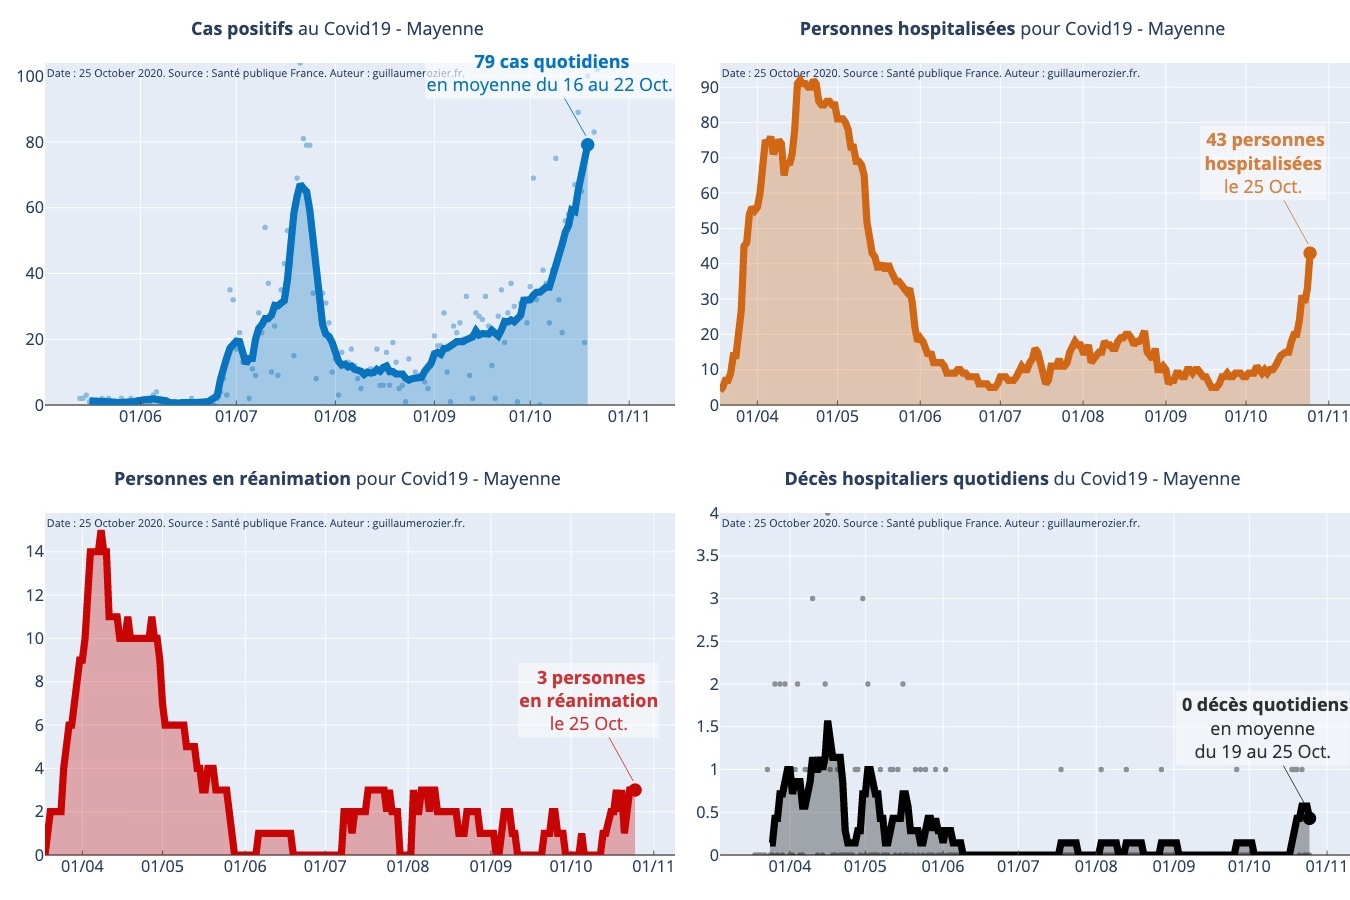 Cas positifs au Covid19 - Mayenne
Date : 25 October 2020. Source : Santé publique France. Auteur : guillaumerozier.fr.
79 cas quotidiens
en moyenne du 16 au 22 Oct.
100
80
60
40
20
0
01/06 01/07 01/08 01/09 01/10 01/11
Personnes hospitalisées pour Covid19 - Mayenne
Date : 25 October 2020. Source : Santé publique France. Auteur : guillaumerozier.fr.
90
80
70
60
50
40
30
20
10
0
43 personnes
hospitalisées
le 25 Oct.
01/04 01/05 01/06 01/07 01/08 01/09 01/10 01/11
Personnes en réanimation pour Covid19 - Mayenne
Date : 25 October 2020. Source : Santé publique France. Auteur : guillaumerozier.fr.
14
12
10
8
6
4
2
0
3 personnes
en réanimation
le 25 Oct.
01/04 01/05 01/06 01/07 01/08 01/09 01/10 01/11
Décès hospitaliers quotidiens du Covid19 - Mayenne
4
Date : 25 October 2020. Source : Santé publique France. Auteur : guillaumerozier.fr.
3.5
3
2.5
2
1.5
1
0.5
0
0 décès quotidiens
en moyenne
du 19 au 25 Oct.
01/04 01/05 01/06 01/07 01/08 01/09 01/10 01/11